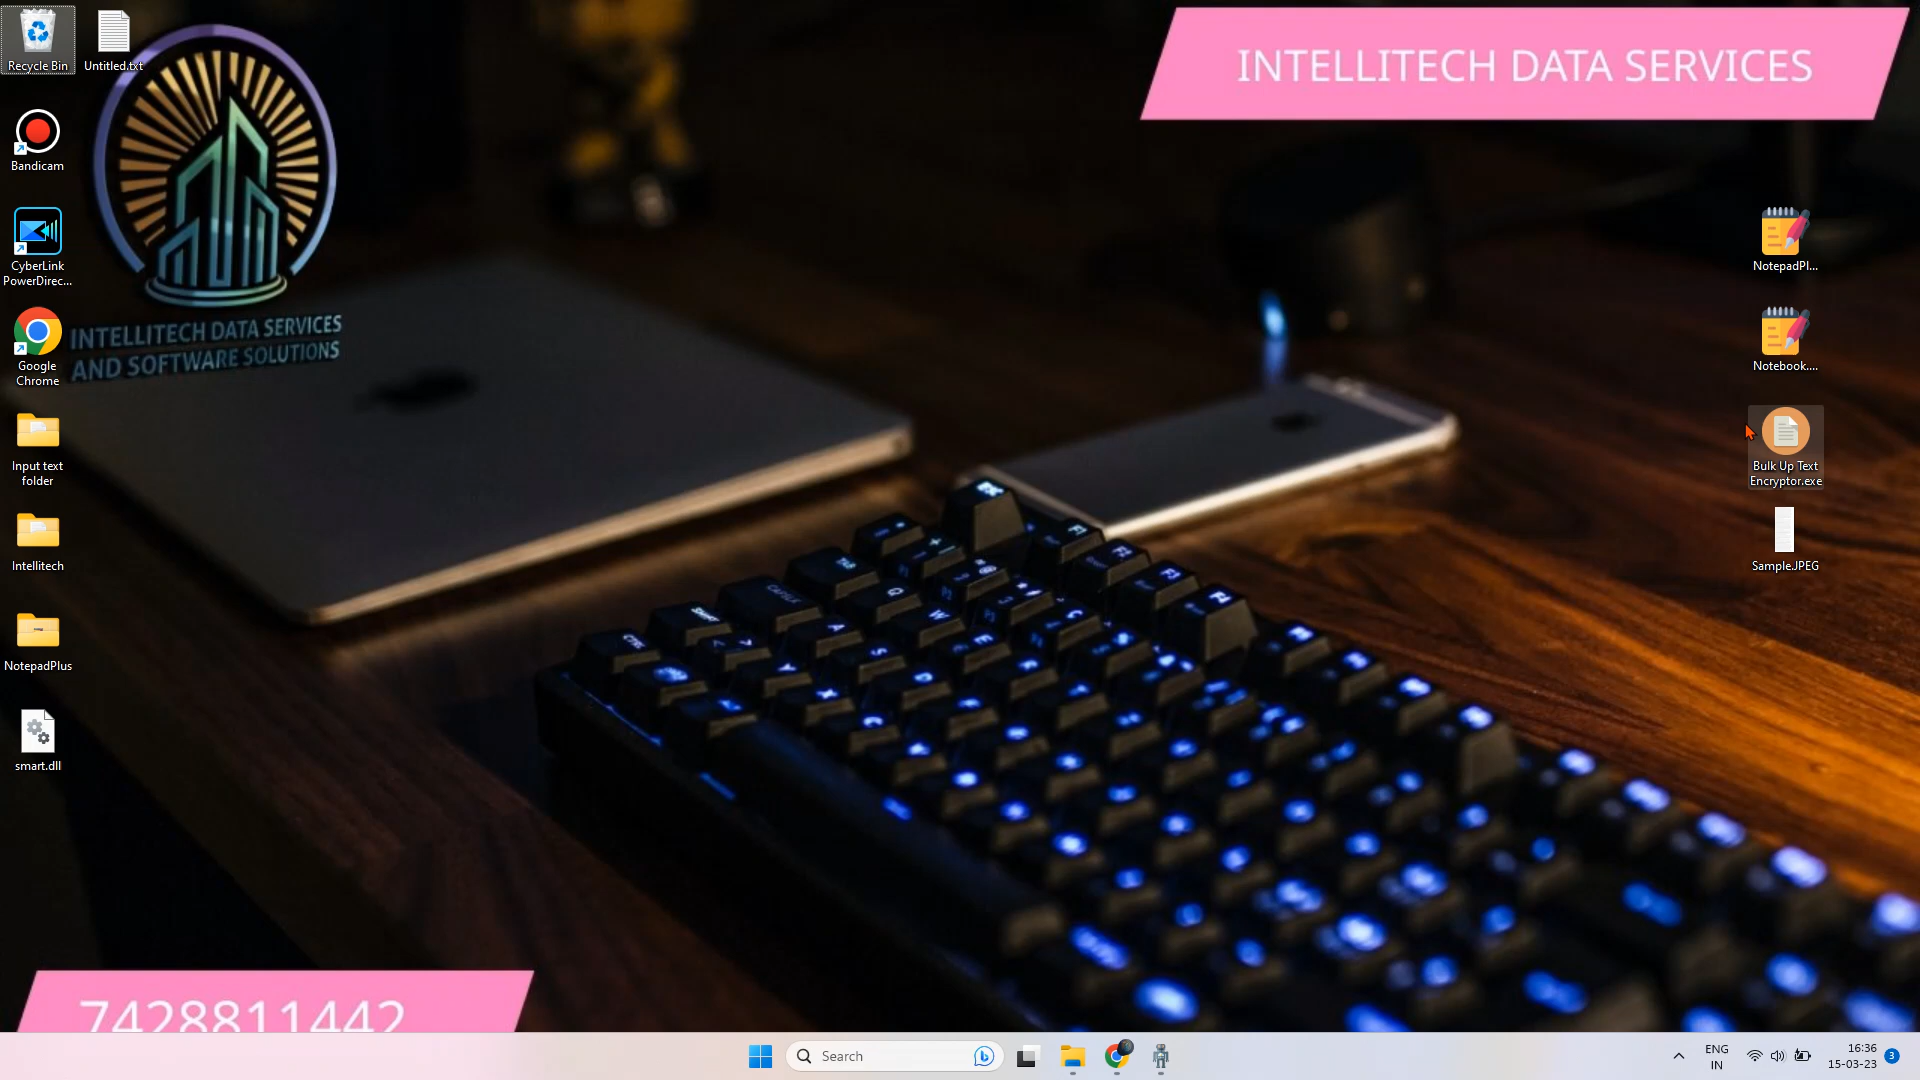 Recycle Bin
Untitled.txt
INTELLITECH DATA SERVICES
Bandicam
CyberLink
PowerDirec...
Google
Chrome
INTELLITECH DATA SERVICES
AND SOFTWARE SOLUTIONS
Input text
folder
Intellitech
NotepadPlus
smart.dll
NotepadPl...
Notebook....
Bulk Up Text
Encryptor.exe
Sample.JPEG
7428811442
Search
ENG
IN
16:36
15-03-23
3